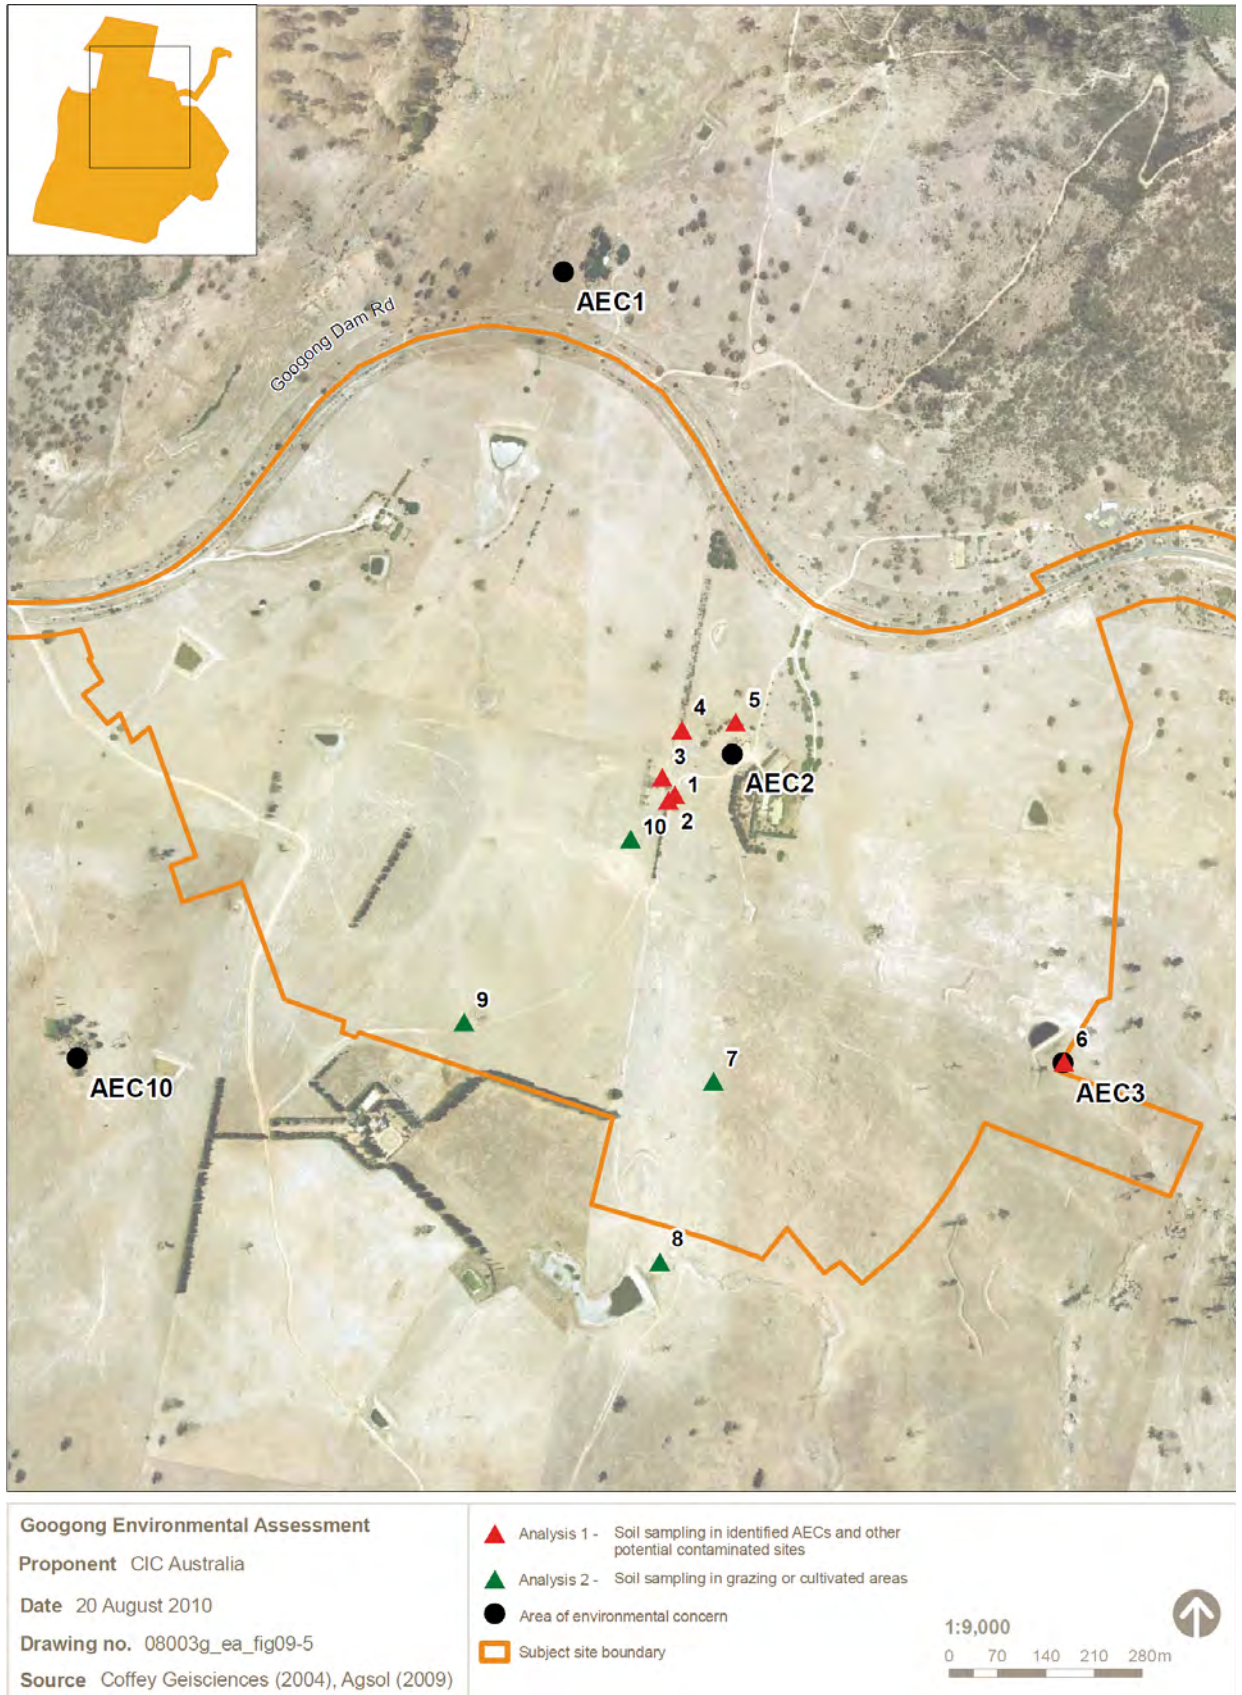 AEC1
Googong Dam Rd
5
4
3
AEC2
1
2
10
9
7
6
AEC10
AEC3
8
Googong Environmental Assessment
Proponent CIC Australia
Date 20 August 2010
Drawing no. 08003g_ea_fig09-5
Source Coffey Geisciences (2004), Agsol (2009)
Analysis 1 - Soil sampling in identified AECs and other
potential contaminated sites
Analysis 2 - Soil sampling in grazing or cultivated areas
Area of environmental concern
Subject site boundary
1:9,000
0 70 140 210 280m